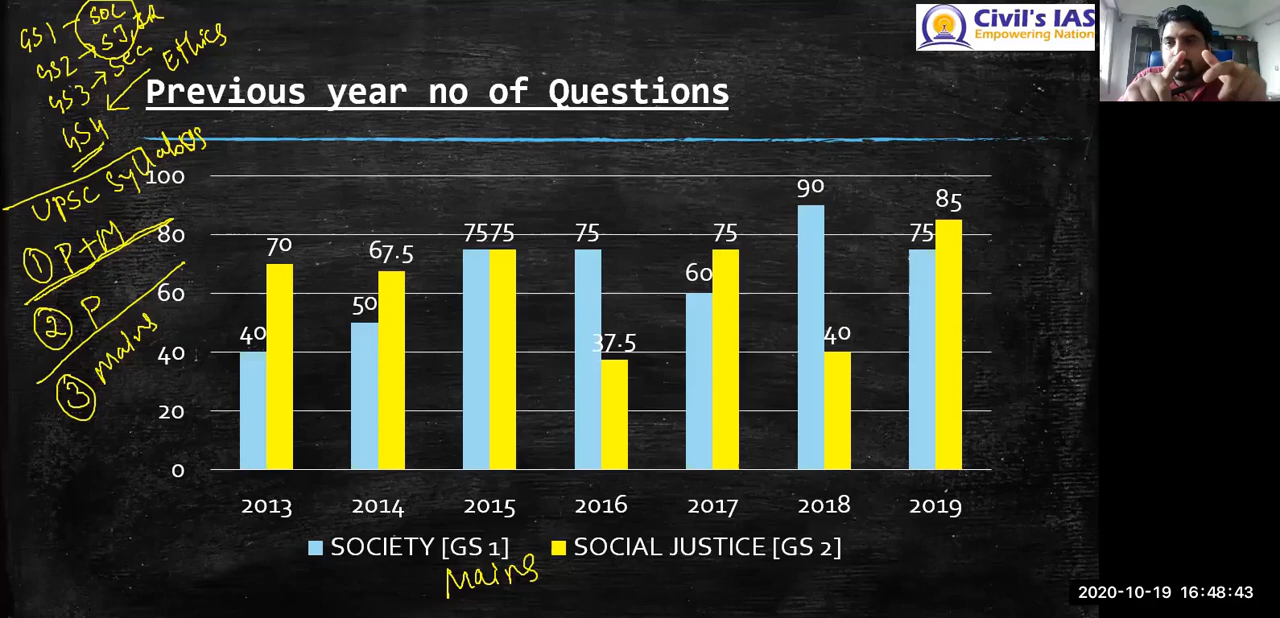 GS1 - SOC
GS2 → SJ, SR
GS3 → Sec
GS4 Ethics
UPSC Syllabus
① P+M
② P
③ Mains
Civil's IAS
Empowering Nation
Previous year no of Questions
100
80
60
40
20
0
40 70 50 67.5 75 75 75 37.5 60 75 90 40 75 85
2013 2014 2015 2016 2017 2018 2019
SOCIETY [GS 1] SOCIAL JUSTICE [GS 2]
Mains
2020-10-19 16:48:43